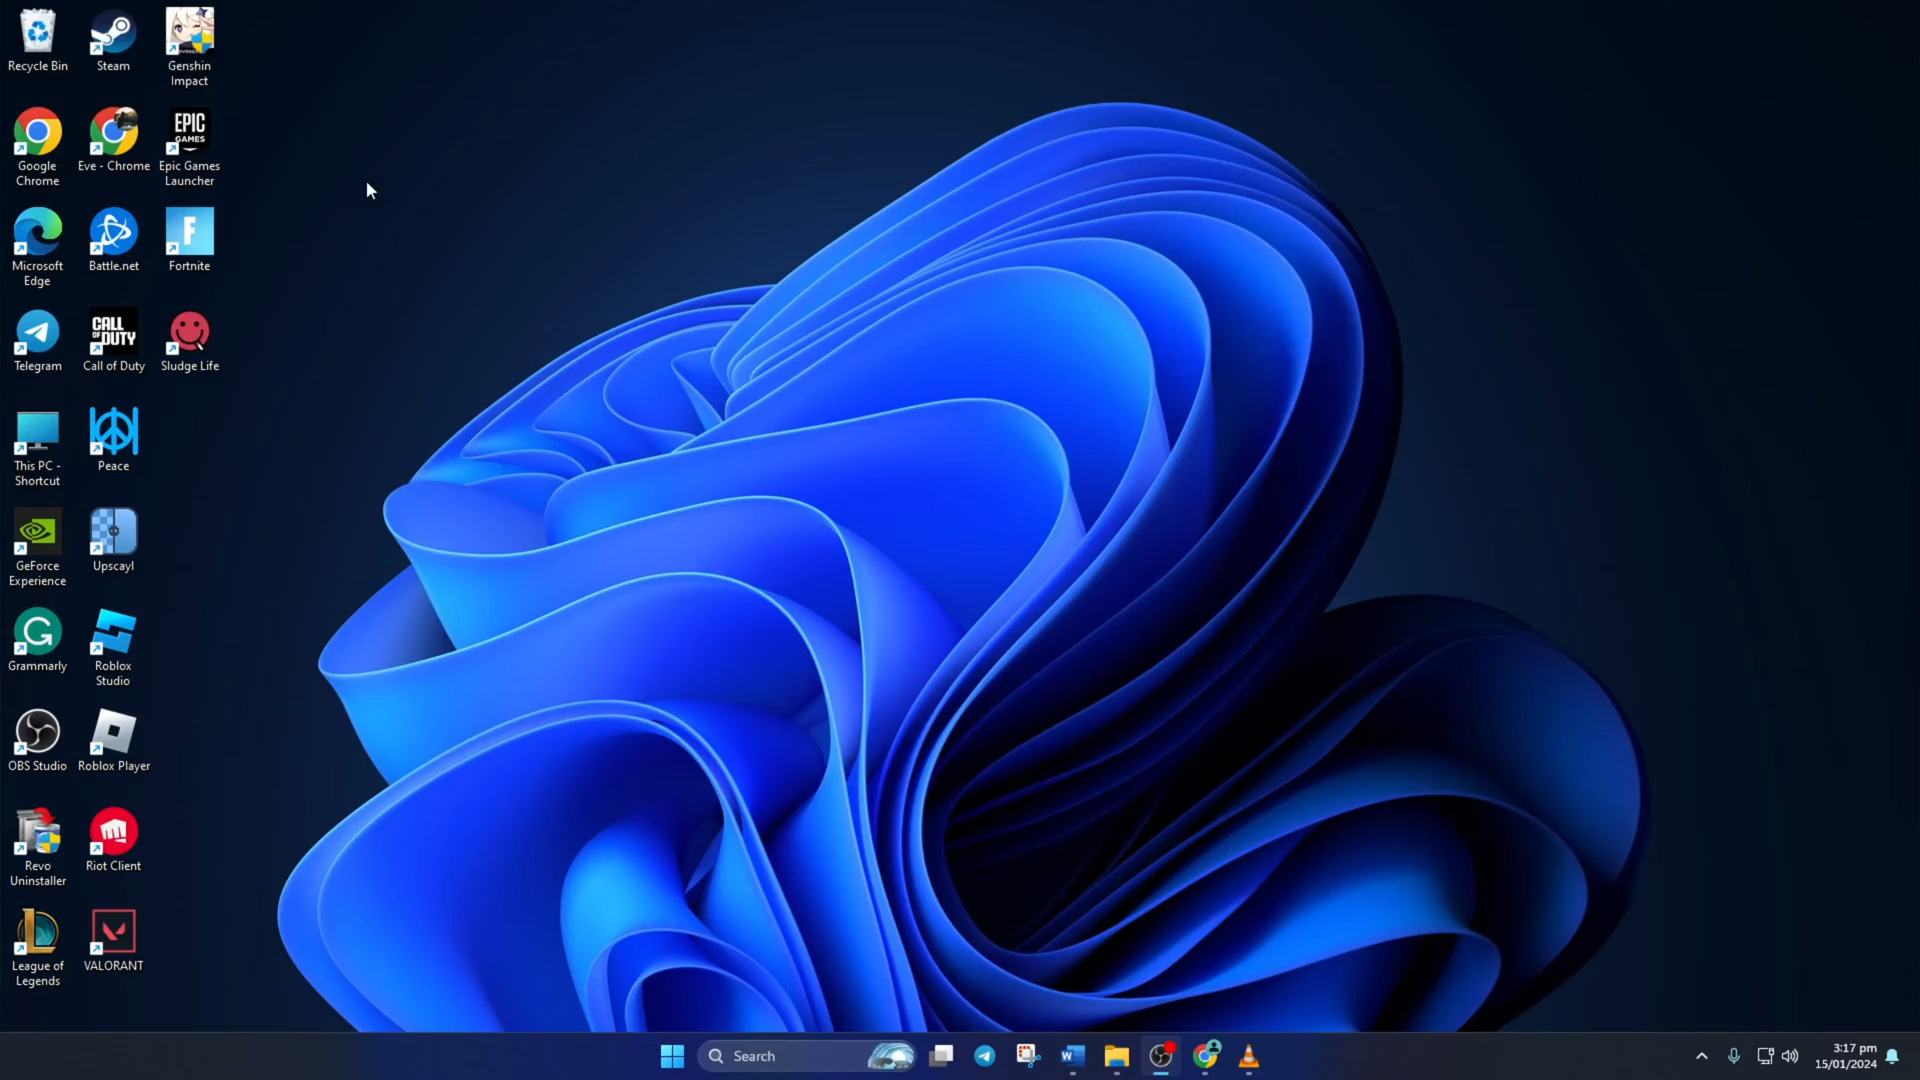 Recycle Bin
Steam
Genshin
Impact
Google
Chrome
Eve - Chrome
EPIC
GAMES
Epic Games
Launcher
Microsoft
Edge
Battle.net
F
Fortnite
Telegram
CALL
OF DUTY
Call of Duty
Sludge Life
This PC -
Shortcut
Peace
GeForce
Experience
Upscayl
G
Grammarly
Roblox
Studio
OBS Studio
Roblox Player
Revo
Uninstaller
Riot Client
L
League of
Legends
VALORANT
Search
W
3:17 pm
15/01/2024